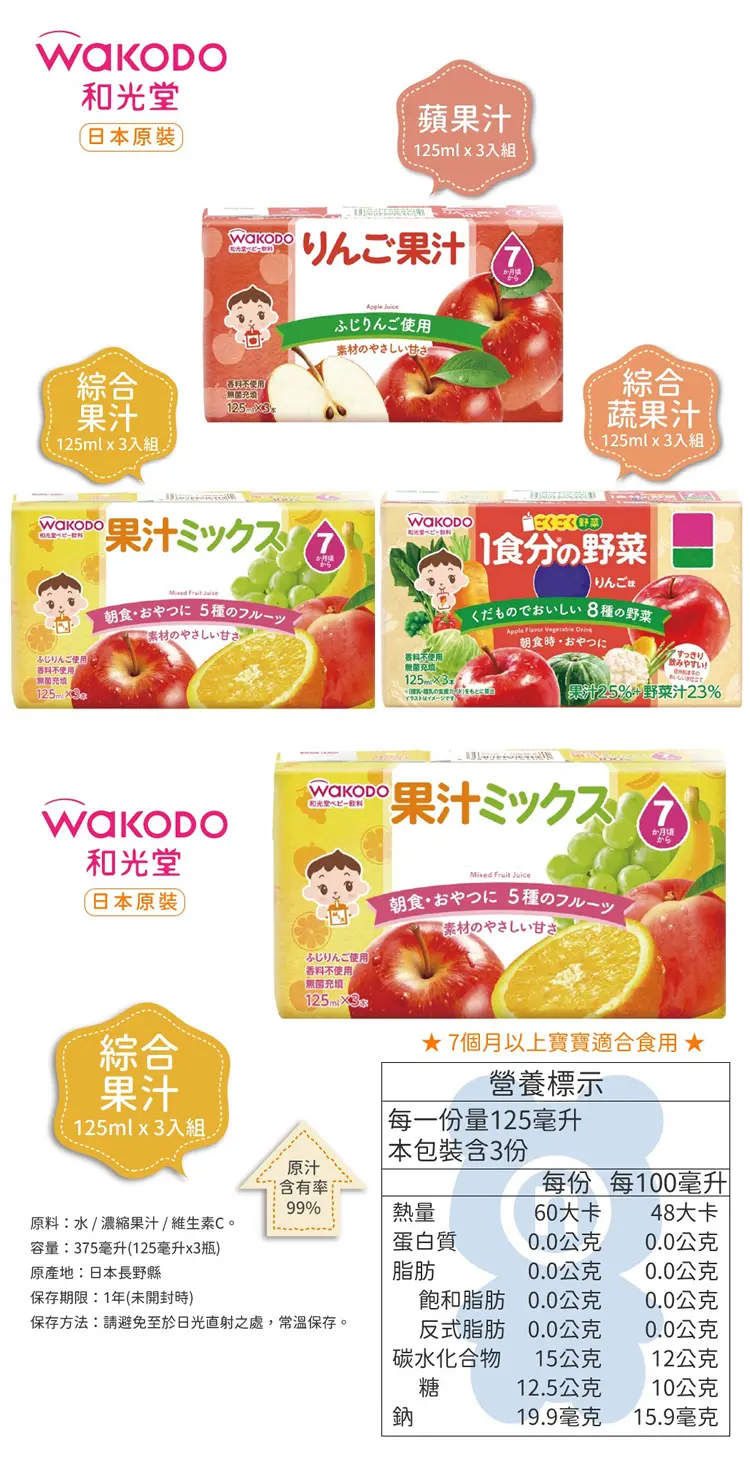 WAKODO
和光堂
日本原裝
蘋果汁
125ml x 3入組
WAKODO
和光堂ベビー飲料
りんご果汁
7
か月頃
から
Apple Juice
ふじりんご使用
素材のやさしい甘さ
香料不使用
無菌充填
125ml×3本
綜合
果汁
125ml x 3入組
綜合
蔬果汁
125ml x 3入組
WAKODO
和光堂ベビー飲料
果汁ミックス
7
か月頃
から
Mixed Fruit Juice
朝食・おやつに 5種のフルーツ
素材のやさしい甘さ
ふじりんご使用
香料不使用
無菌充填
125ml×3本
WAKODO
和光堂ベビー飲料
ごくごく野菜
1食分の野菜
りんご味
くだものでおいしい 8種の野菜
Apple Flavor Vegetable Drink
朝食時・おやつに
香料不使用
無菌充填
125ml×3本
すっきり
飲みやすい!
果汁25%+野菜汁23%
WAKODO
和光堂
日本原裝
WAKODO
和光堂ベビー飲料
果汁ミックス
7
か月頃
から
Mixed Fruit Juice
朝食・おやつに 5種のフルーツ
素材のやさしい甘さ
ふじりんご使用
香料不使用
無菌充填
125ml×3本
★ 7個月以上寶寶適合食用 ★
綜合
果汁
125ml x 3入組
原汁
含有率
99%
原料：水 / 濃縮果汁 / 維生素C。
容量：375毫升(125毫升x3瓶)
原產地：日本長野縣
保存期限：1年(未開封時)
保存方法：請避免至於日光直射之處，常溫保存。
營養標示
每一份量125毫升
本包裝含3份
每份 每100毫升
熱量 60大卡 48大卡
蛋白質 0.0公克 0.0公克
脂肪 0.0公克 0.0公克
飽和脂肪 0.0公克 0.0公克
反式脂肪 0.0公克 0.0公克
碳水化合物 15公克 12公克
糖 12.5公克 10公克
鈉 19.9毫克 15.9毫克